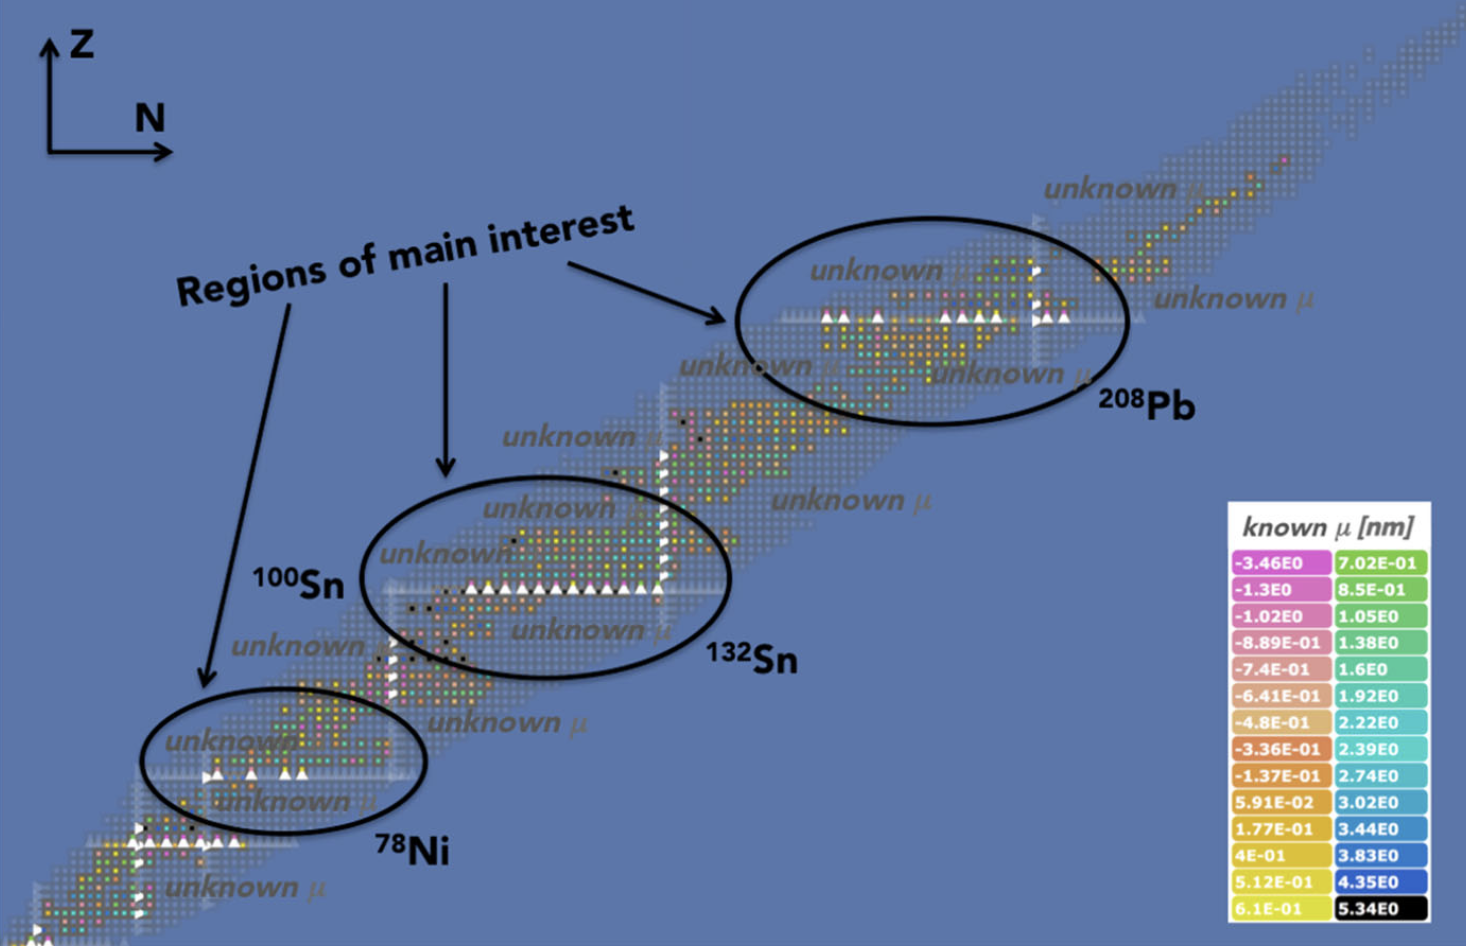 Z
N
Regions of main interest
unknown μ
unknown μ
unknown μ
unknown μ
unknown μ
208Pb
unknown μ
unknown μ
unknown μ
unknown
100Sn
unknown μ
132Sn
unknown μ
unknown μ
unknown
unknown μ
78Ni
unknown μ
known μ [nm]
-3.46E0 7.02E-01
-1.3E0 8.5E-01
-1.02E0 1.05E0
-8.89E-01 1.38E0
-7.4E-01 1.6E0
-6.41E-01 1.92E0
-4.8E-01 2.22E0
-3.36E-01 2.39E0
-1.37E-01 2.74E0
5.91E-02 3.02E0
1.77E-01 3.44E0
4E-01 3.83E0
5.12E-01 4.35E0
6.1E-01 5.34E0